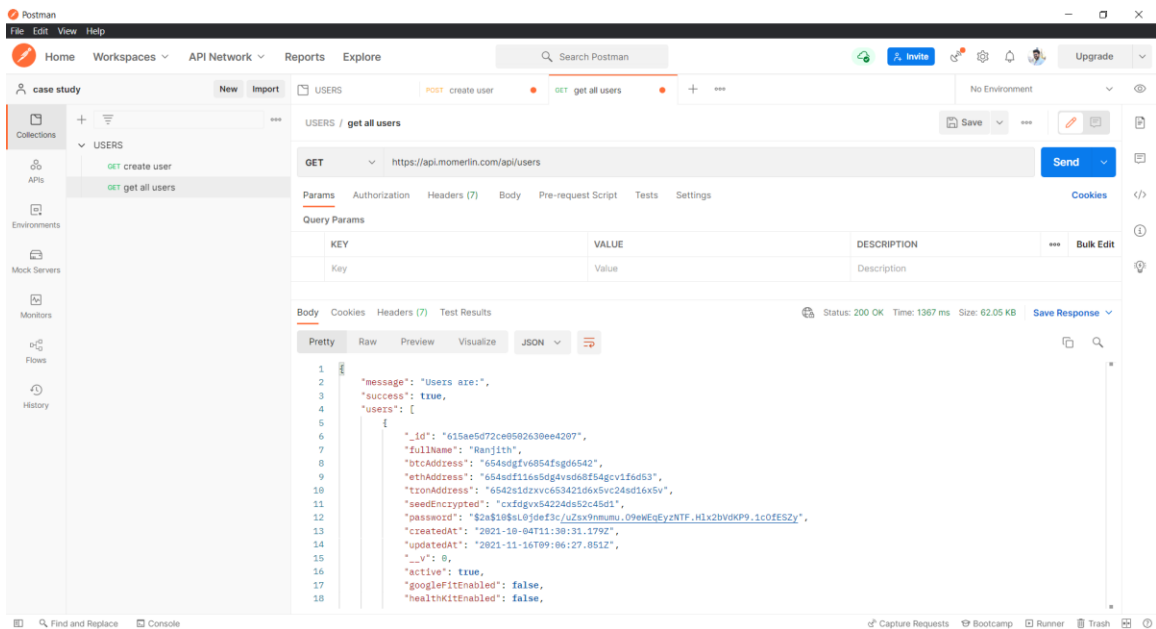 Postman
File Edit View Help
Home Workspaces API Network Reports Explore Search Postman Invite Upgrade
case study New Import USERS POST create user GET get all users No Environment
Collections
APIs
Environments
Mock Servers
Monitors
Flows
History
USERS
GET create user
GET get all users
USERS / get all users Save
GET https://api.momerlin.com/api/users Send
Params Authorization Headers (7) Body Pre-request Script Tests Settings Cookies
Query Params
KEY VALUE DESCRIPTION Bulk Edit
Key Value Description
Body Cookies Headers (7) Test Results Status: 200 OK Time: 1367 ms Size: 62.05 KB Save Response
Pretty Raw Preview Visualize JSON
1 {
2 "message": "Users are:",
3 "success": true,
4 "users": [
5 {
6 "_id": "615ae5d72ce0502630ee4207",
7 "fullName": "Ranjith",
8 "btcAddress": "654sdgfv6854fsgd6542",
9 "ethAddress": "654sdf116s5dg4vsd68f54gcv1f6d53",
10 "tronAddress": "6542s1dzxvc653421d6x5vc24sd16x5v",
11 "seedEncrypted": "cxfdgvx54224ds52c45d1",
12 "password": "$2a$10$sL0jdef3c/uZsx9nmumu.O9eWEqEyzNTF.Hlx2bVdKP9.1cOfESZy",
13 "createdAt": "2021-10-04T11:30:31.179Z",
14 "updatedAt": "2021-11-16T09:06:27.851Z",
15 "__v": 0,
16 "active": true,
17 "googleFitEnabled": false,
18 "healthKitEnabled": false,
Find and Replace Console Capture Requests Bootcamp Runner Trash